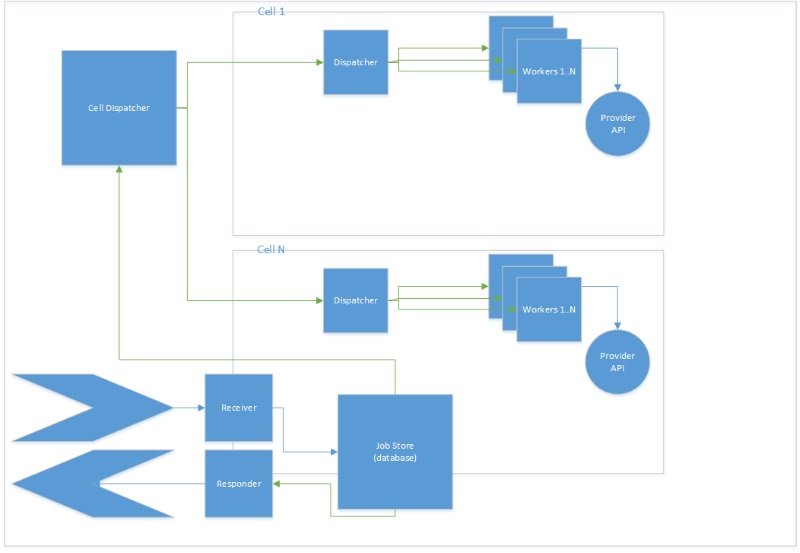 Cell 1
Cell Dispatcher
Dispatcher
Workers 1..N
Provider
API
Cell N
Dispatcher
Workers 1..N
Provider
API
Receiver
Job Store
(database)
Responder